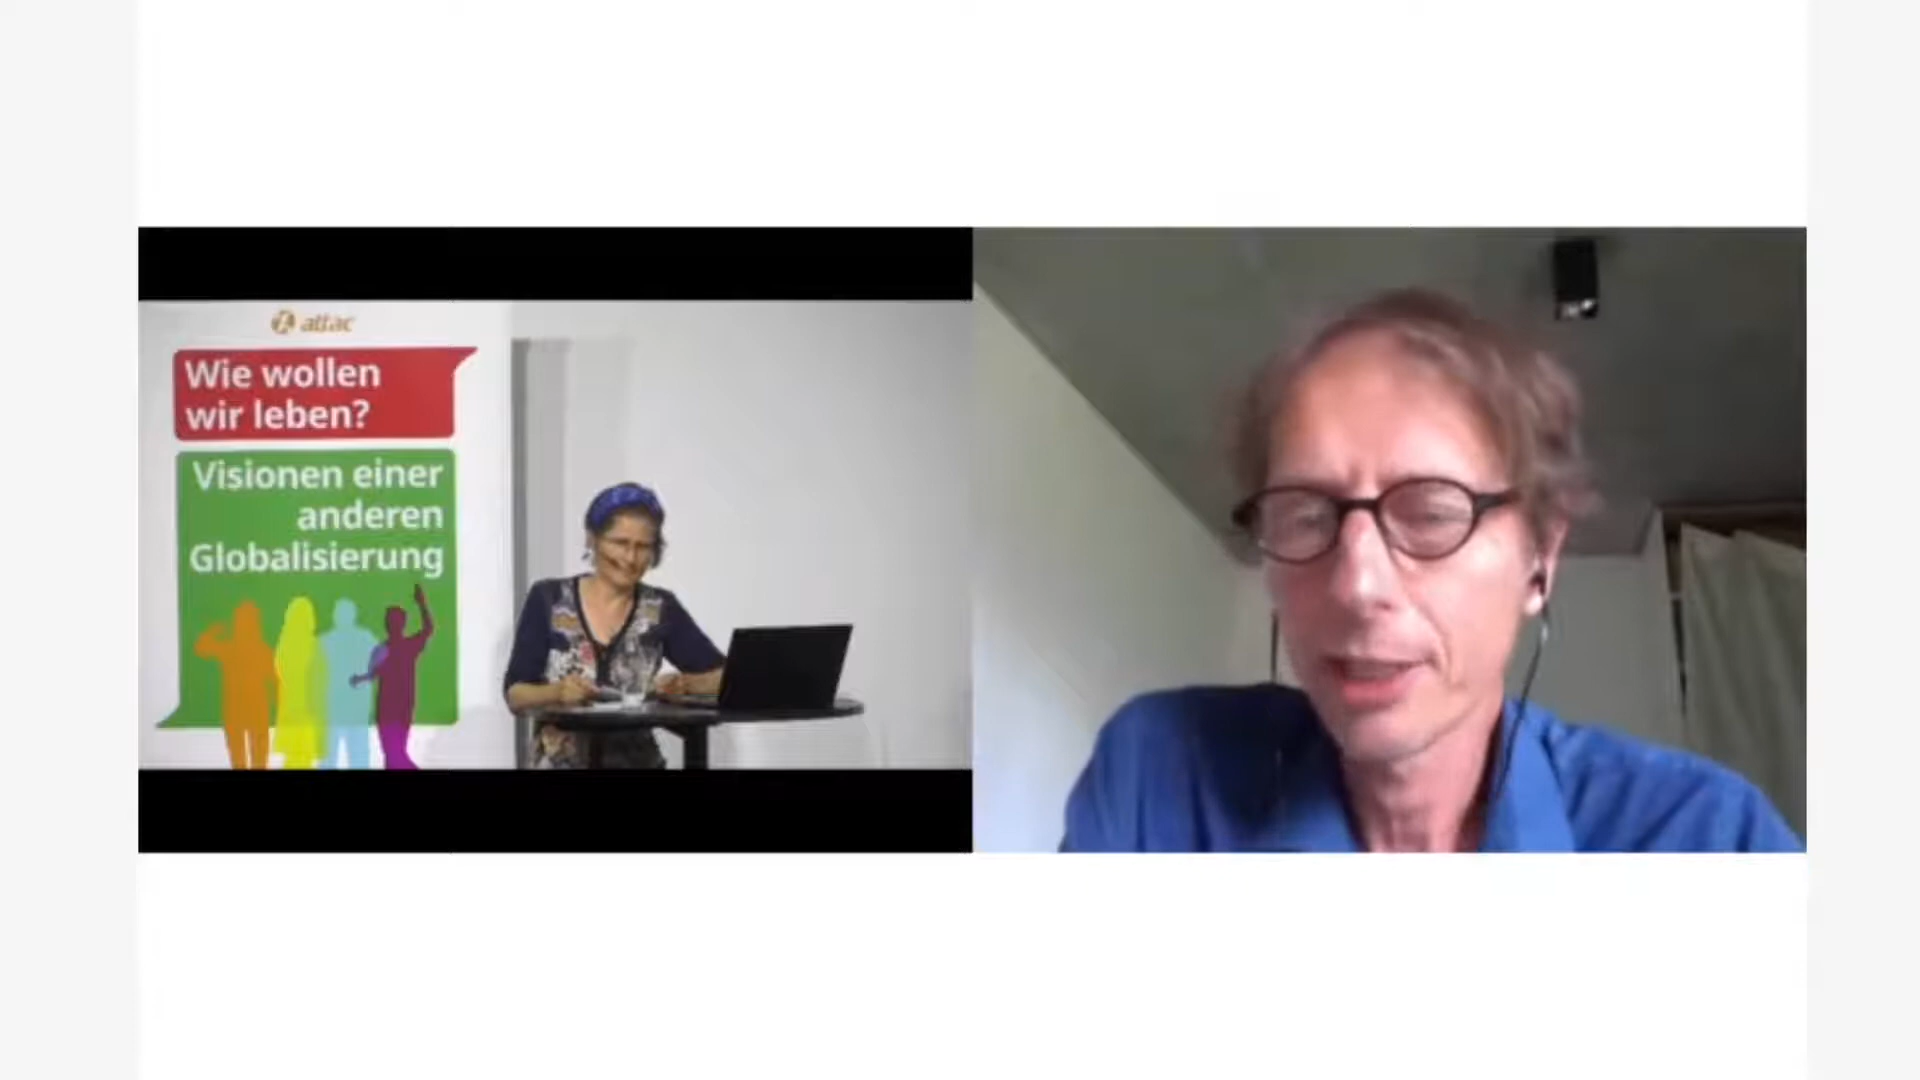 attac
Wie wollen
wir leben?
Visionen einer
anderen
Globalisierung